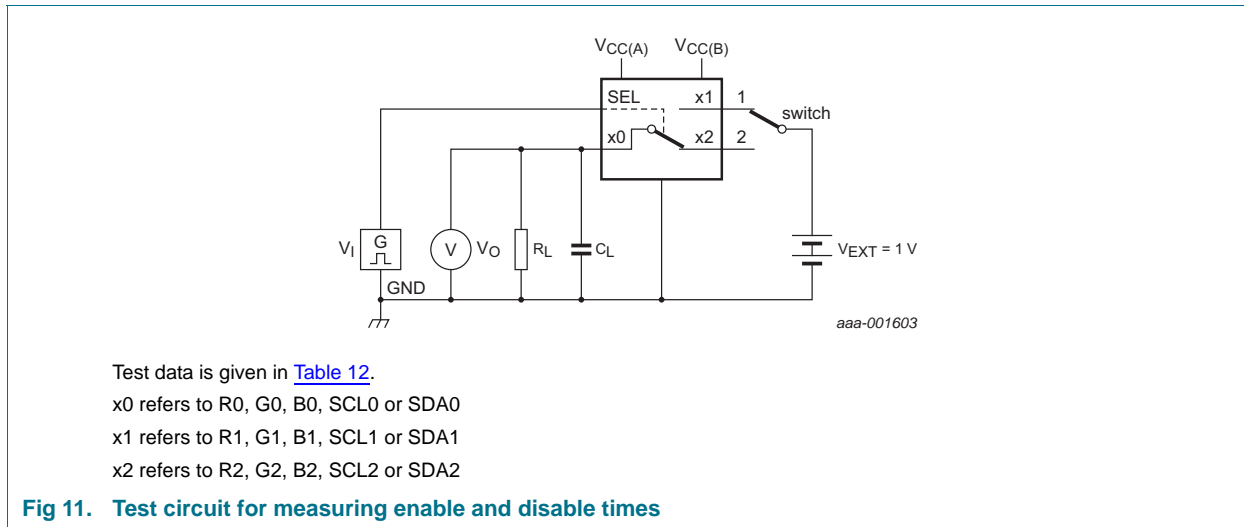 VCC(A) VCC(B)
SEL x1 1
switch
x0 x2 2
VI G V VO RL CL VEXT = 1 V
GND
aaa-001603
Test data is given in Table 12.
x0 refers to R0, G0, B0, SCL0 or SDA0
x1 refers to R1, G1, B1, SCL1 or SDA1
x2 refers to R2, G2, B2, SCL2 or SDA2
Fig 11. Test circuit for measuring enable and disable times